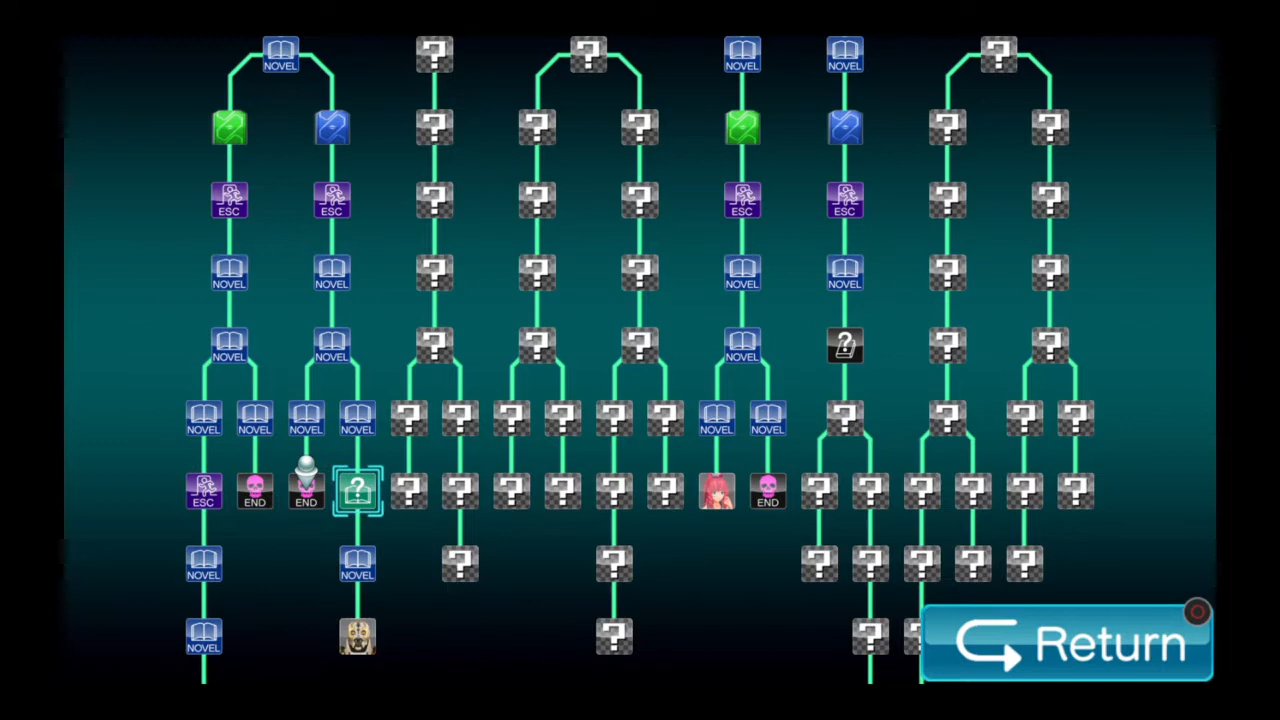 NOVEL ? ? NOVEL NOVEL ?
? ? ? ? ?
ESC ESC ? ? ? ESC ESC ? ?
NOVEL NOVEL ? ? ? NOVEL NOVEL ? ?
NOVEL NOVEL ? ? ? NOVEL ? ? ?
NOVEL NOVEL NOVEL NOVEL ? ? ? ? ? ? NOVEL NOVEL ? ? ? ?
ESC END END ? ? ? ? ? ? ? END ? ? ? ? ? ?
NOVEL NOVEL ? ? ? ? ? ? ?
NOVEL ? ? ?
Return